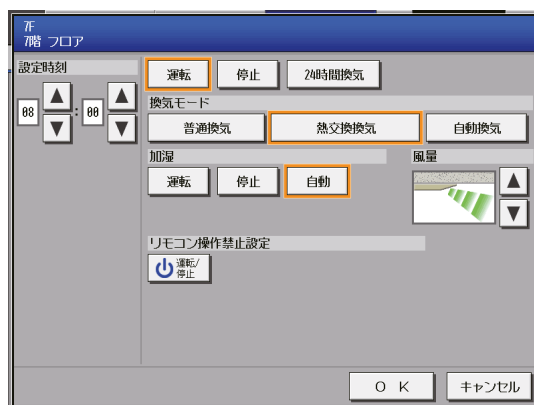 7F
7階 フロア
設定時刻
08 : 00
運転 停止 24時間換気
換気モード
普通換気 熱交換換気 自動換気
加湿
運転 停止 自動
風量
リモコン操作禁止設定
運転/
停止
OK キャンセル